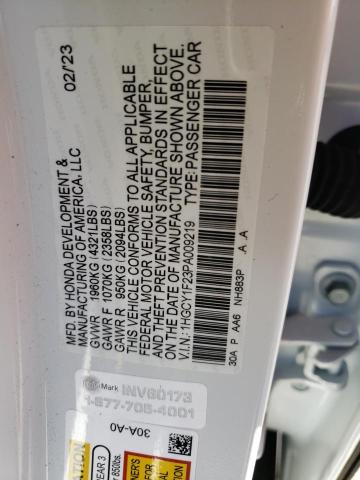 MFD. BY HONDA DEVELOPMENT & 02/'23
MANUFACTURING OF AMERICA, LLC
GVWR 1960KG(4321LBS)
GAWR F 1070KG(2358LBS)
GAWR R 950KG(2094LBS)
THIS VEHICLE CONFORMS TO ALL APPLICABLE
FEDERAL MOTOR VEHICLE SAFETY, BUMPER,
AND THEFT PREVENTION STANDARDS IN EFFECT
ON THE DATE OF MANUFACTURE SHOWN ABOVE.
V.I.N: 1HGCY1F23PA009219 TYPE: PASSENGER CAR
30A P AA6 NH883P A A
Mark INV60173
1-877-705-4001
30A-A0
YEAR 3